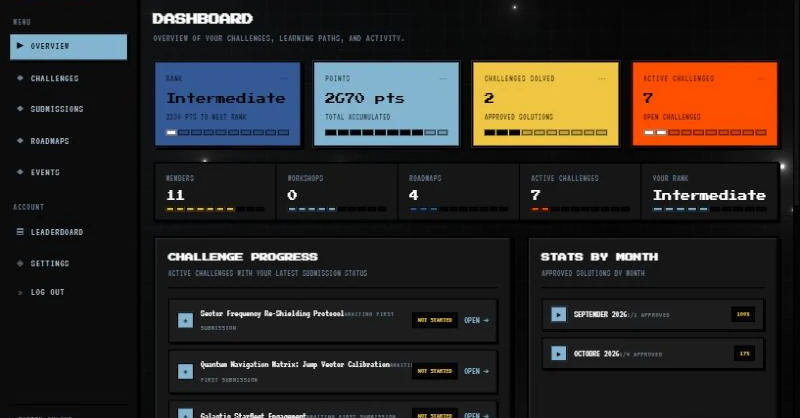 MENU
OVERVIEW
CHALLENGES
SUBMISSIONS
ROADMAPS
EVENTS
ACCOUNT
LEADERBOARD
SETTINGS
LOG OUT
DASHBOARD
OVERVIEW OF YOUR CHALLENGES, LEARNING PATHS, AND ACTIVITY.
RANK
Intermediate
PTS TO NEXT RANK
POINTS
2670 pts
TOTAL ACCUMULATED
CHALLENGES SOLVED
2
APPROVED SOLUTIONS
ACTIVE CHALLENGES
7
OPEN CHALLENGES
MEMBERS
11
WORKSHOPS
0
ROADMAPS
4
ACTIVE CHALLENGES
7
YOUR RANK
Intermediate
CHALLENGE PROGRESS
ACTIVE CHALLENGES WITH YOUR LATEST SUBMISSION STATUS
Sector Frequency Re-Shielding Protocol AWAITING FIRST
SUBMISSION
NOT STARTED
OPEN →
Quantum Navigation Matrix: Jump Vector Calibration
FIRST SUBMISSION
NOT STARTED
OPEN →
Galactic Starfleet Engagement AWAITING FIRST SUBMISSION
NOT STARTED
OPEN →
STATS BY MONTH
APPROVED SOLUTIONS BY MONTH
SEPTEMBER 2026 APPROVED
100%
OCTOBRE 2026 APPROVED
17%